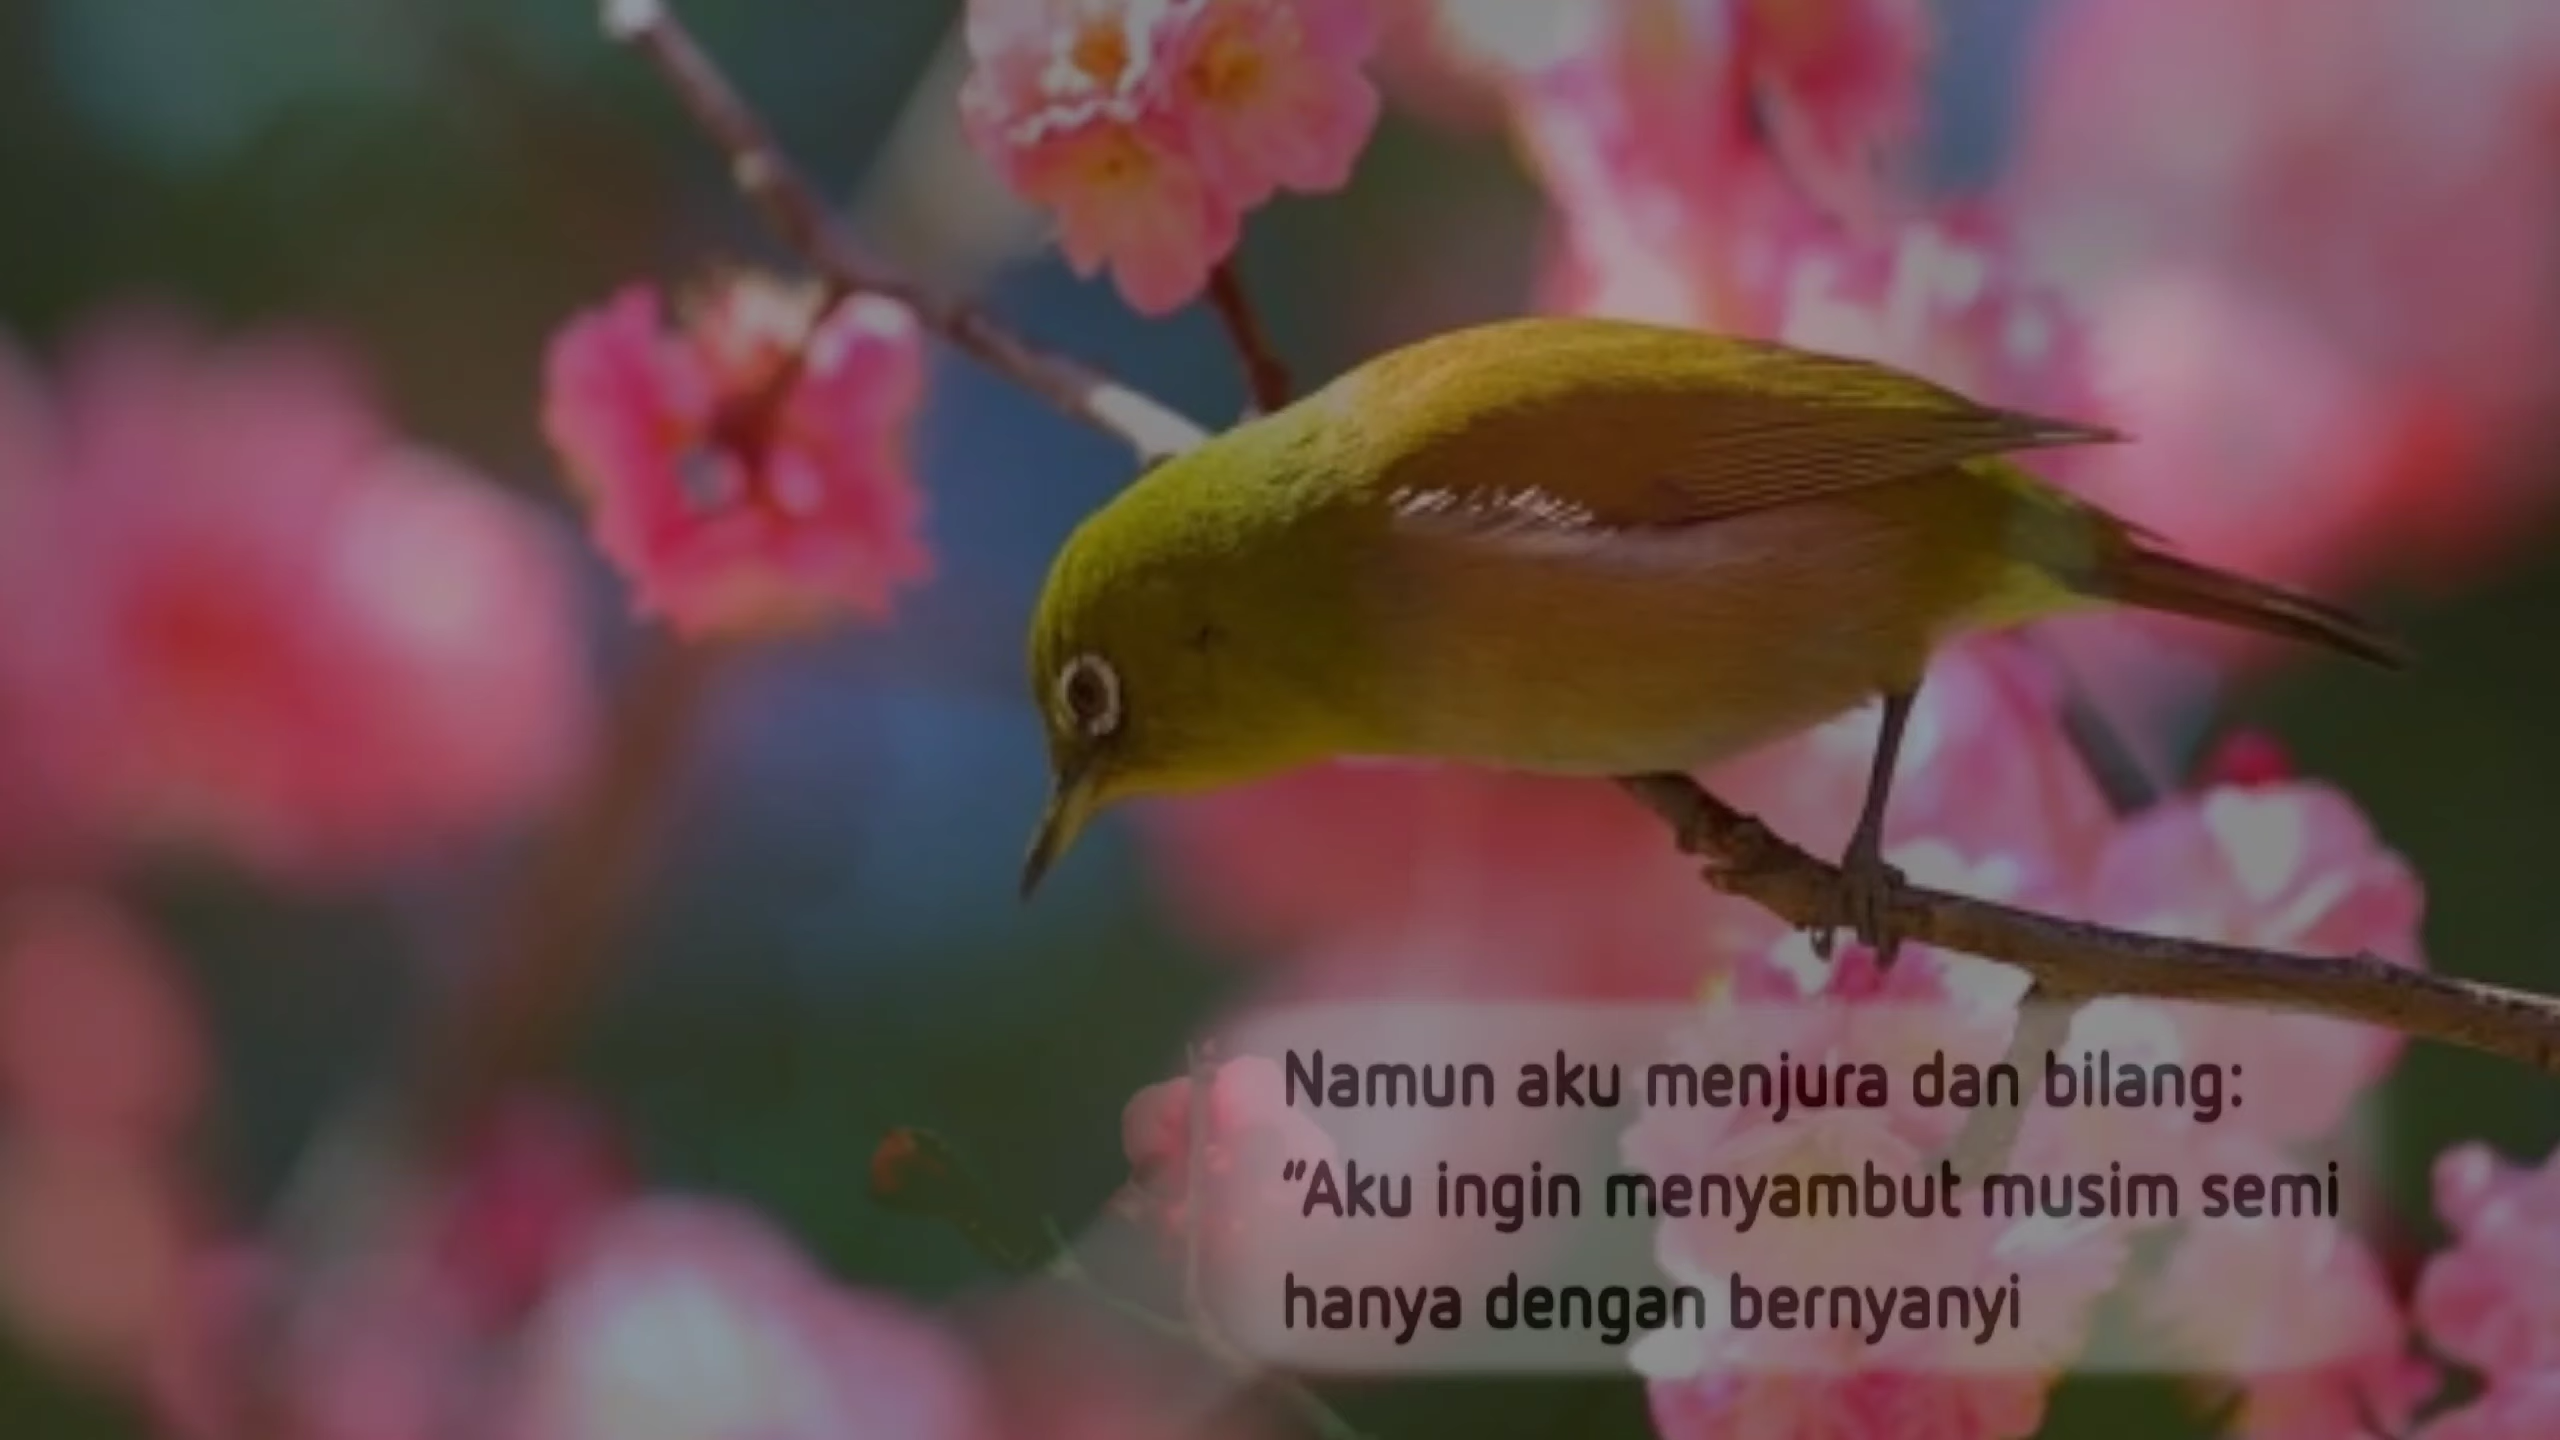 Namun aku menjura dan bilang:
“Aku ingin menyambut musim semi
hanya dengan bernyanyi